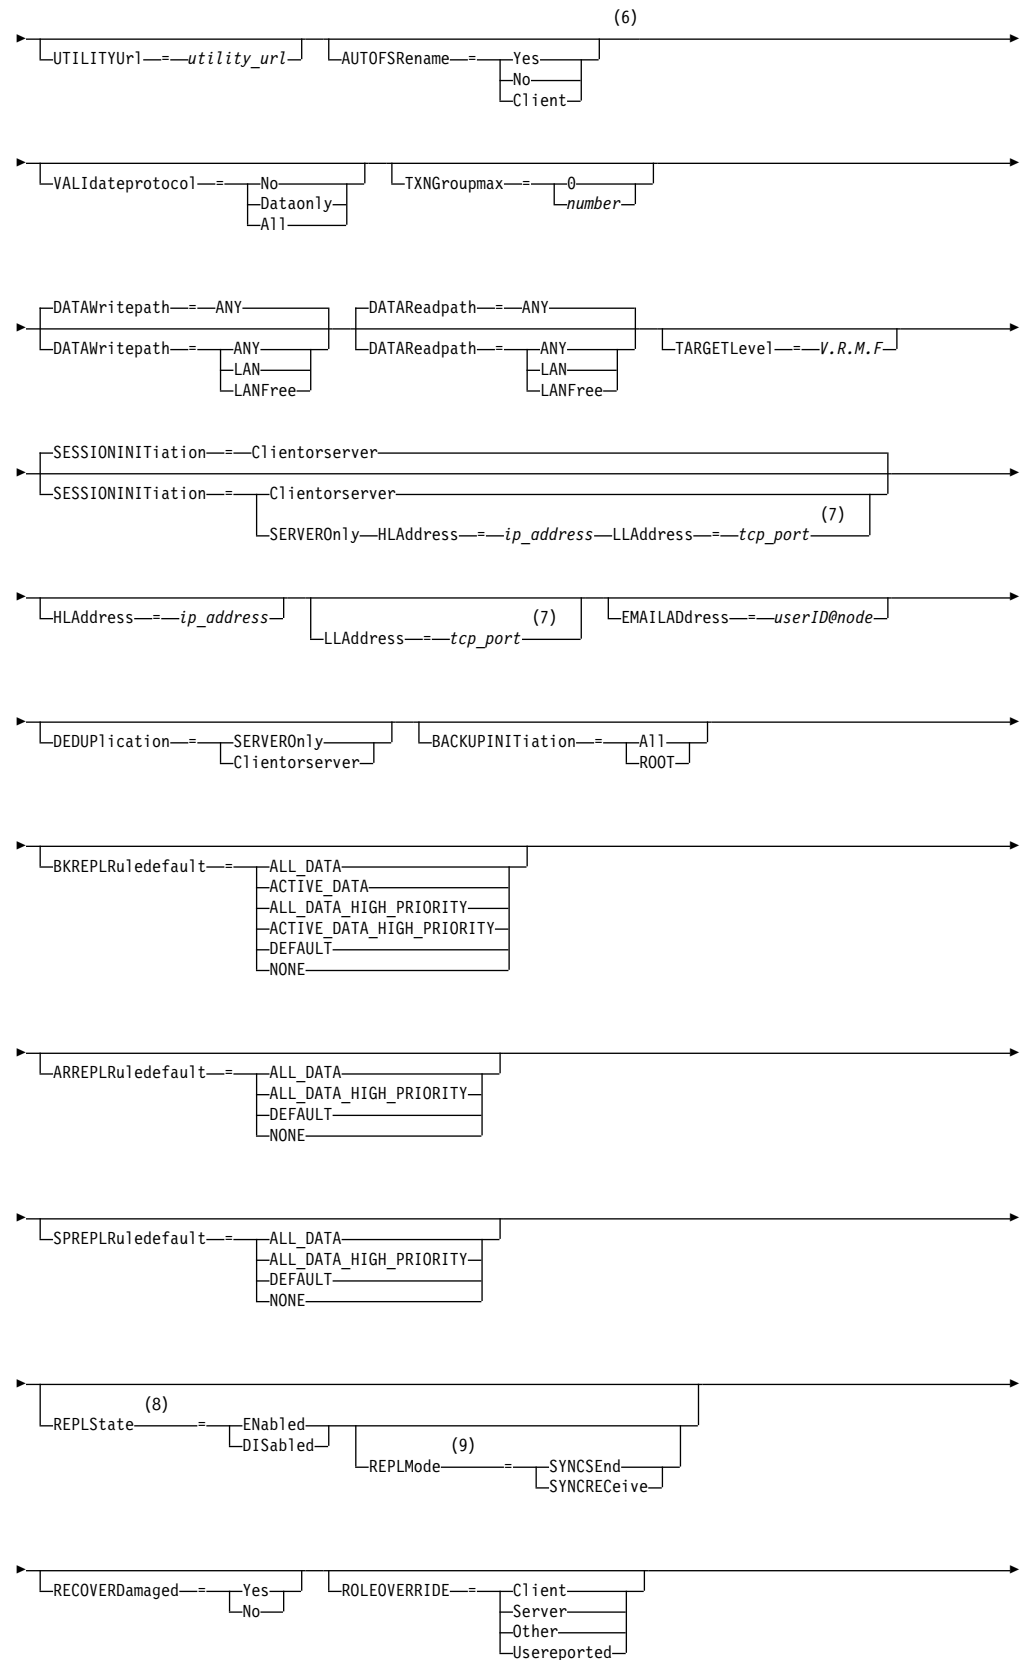 (6)
UTILITYUrl = utility_url AUTOFSRename = Yes
No
Client
VALIdateprotocol = No TXNGroupmax = 0
Dataonly number
All
DATAWritepath = ANY DATAReadpath = ANY
DATAWritepath = ANY DATAReadpath = ANY TARGETLevel = V.R.M.F
LAN LAN
LANFree LANFree
SESSIONINITiation = Clientorserver
SESSIONINITiation = Clientorserver
(7)
SERVEROnly HLAddress = ip_address LLAddress = tcp_port
HLAddress = ip_address (7) EMAILADdress = userID@node
LLAddress = tcp_port
DEDUPlication = SERVEROnly BACKUPINITiation = All
Clientorserver ROOT
BKREPLRuledefault = ALL_DATA
ACTIVE_DATA
ALL_DATA_HIGH_PRIORITY
ACTIVE_DATA_HIGH_PRIORITY
DEFAULT
NONE
ARREPLRuledefault = ALL_DATA
ALL_DATA_HIGH_PRIORITY
DEFAULT
NONE
SPREPLRuledefault = ALL_DATA
ALL_DATA_HIGH_PRIORITY
DEFAULT
NONE
(8)
REPLState = ENabled
DISabled (9)
REPLMode = SYNCSEnd
SYNCRECeive
RECOVERDamaged = Yes ROLEOVERRIDE = Client
No Server
Other
Usereported